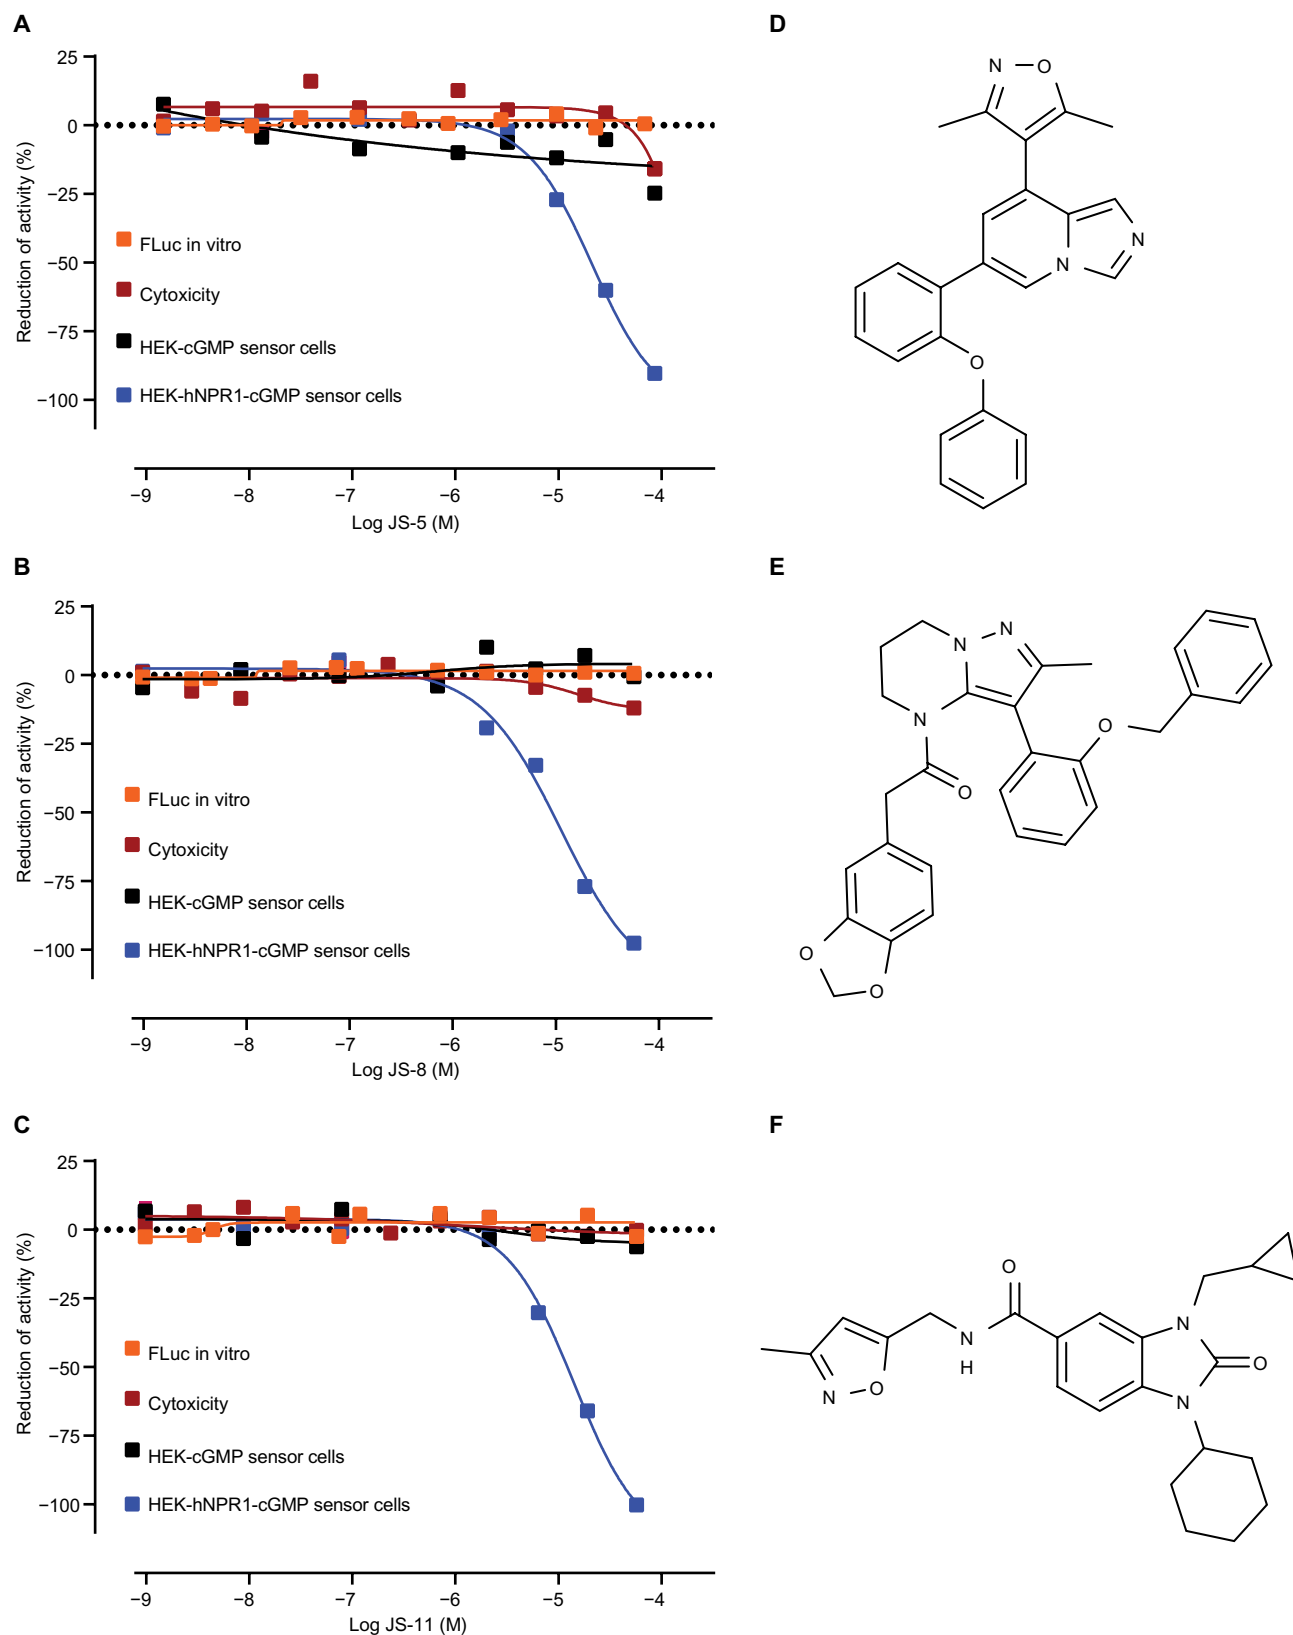 A
25
0
−25
−50
−75
−100
Reduction of activity (%)
FLuc in vitro
Cytoxicity
HEK-cGMP sensor cells
HEK-hNPR1-cGMP sensor cells
−9 −8 −7 −6 −5 −4
Log JS-5 (M)
D
N O
N
N
O
B
25
0
−25
−50
−75
−100
Reduction of activity (%)
FLuc in vitro
Cytoxicity
HEK-cGMP sensor cells
HEK-hNPR1-cGMP sensor cells
−9 −8 −7 −6 −5 −4
Log JS-8 (M)
E
N
N
N
O
O
O
O
C
25
0
−25
−50
−75
−100
Reduction of activity (%)
FLuc in vitro
Cytoxicity
HEK-cGMP sensor cells
HEK-hNPR1-cGMP sensor cells
−9 −8 −7 −6 −5 −4
Log JS-11 (M)
F
O
N
N
H
O
N O
N